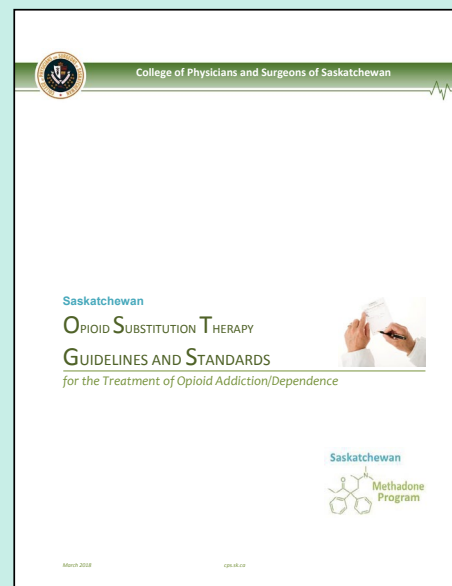 College of Physicians and Surgeons of Saskatchewan
Saskatchewan
OPIOID SUBSTITUTION THERAPY
GUIDELINES AND STANDARDS
for the Treatment of Opioid Addiction/Dependence
Saskatchewan
N
O
Methadone
Program
March 2018
cps.sk.ca